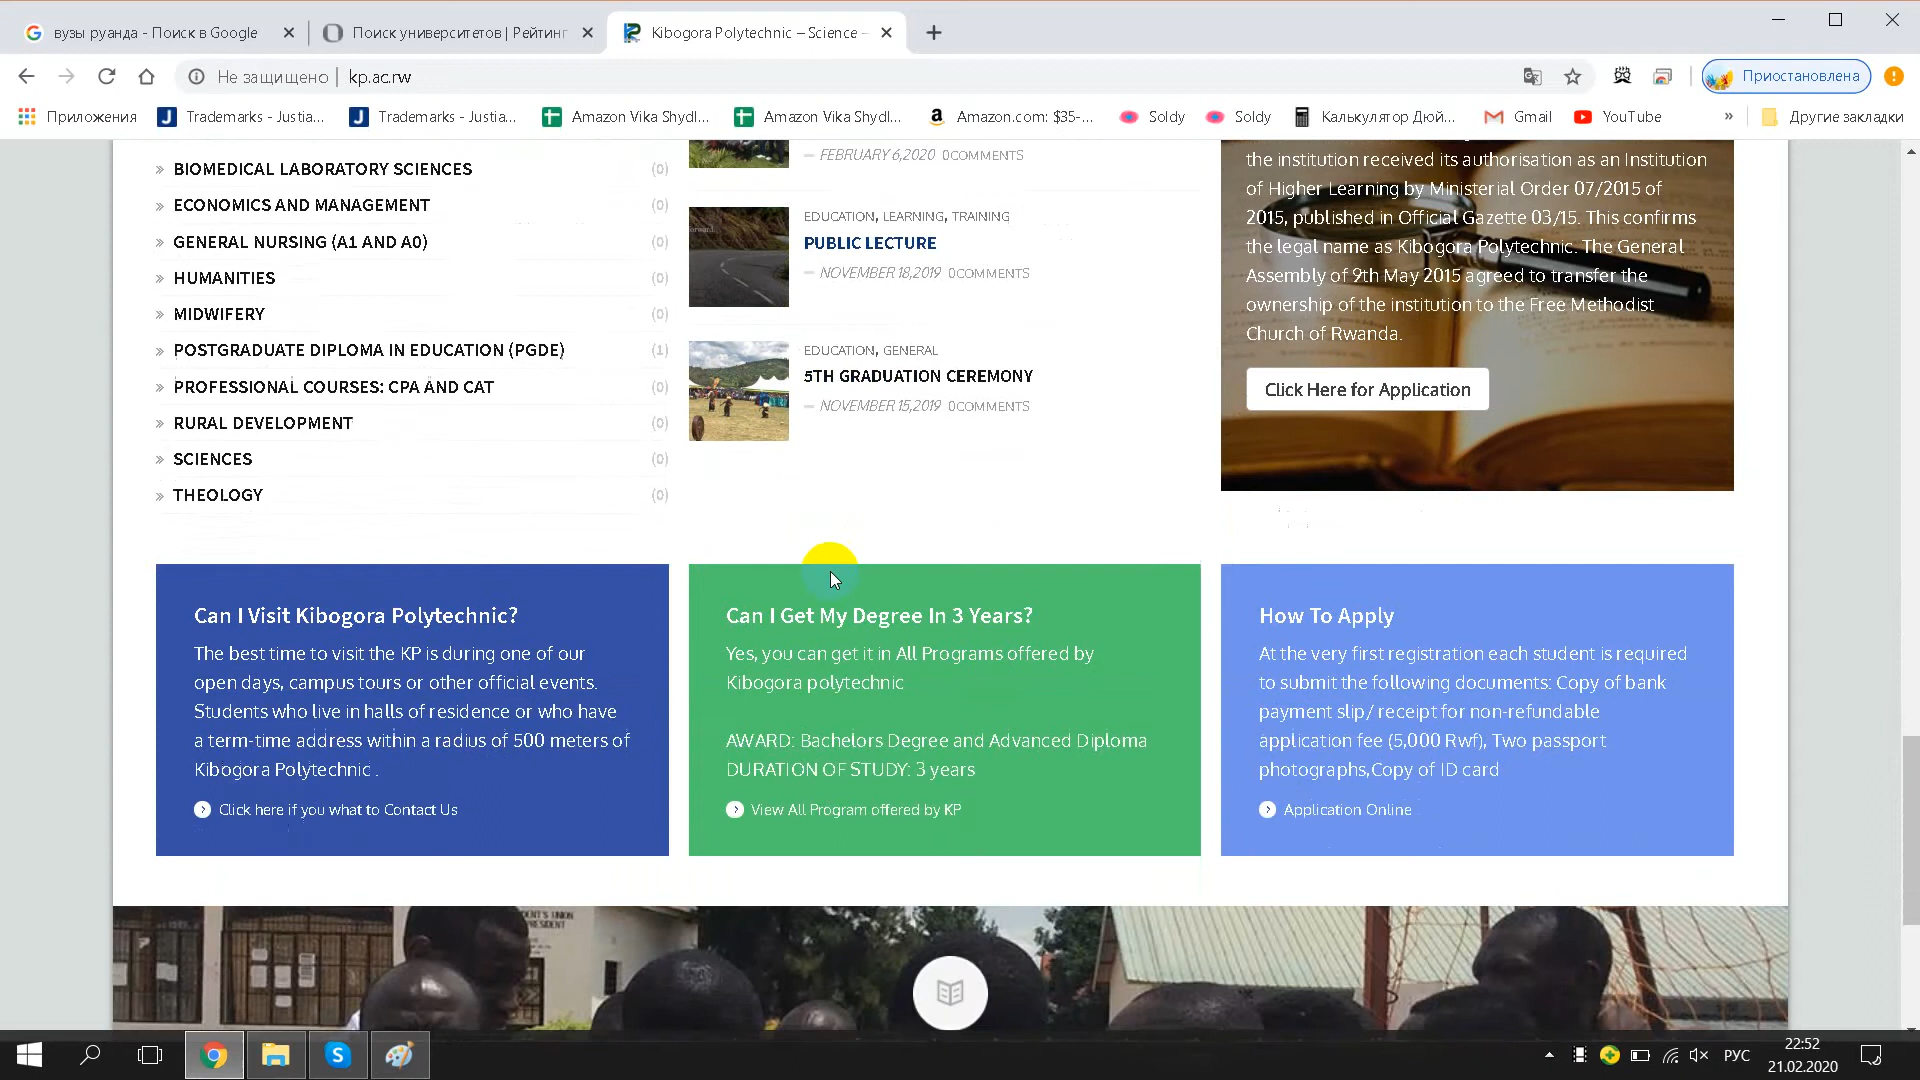 вузы руанда - Поиск в Google
Поиск университетов | Рейтинг
Kibogora Polytechnic – Science –
Не защищено | kp.ac.rw
Приостановлена
Приложения
Trademarks - Justia...
Trademarks - Justia...
Amazon Vika Shydl...
Amazon Vika Shydl...
Amazon.com: $35-...
Soldy
Soldy
Калькулятор Дюй...
Gmail
YouTube
»
Другие закладки
BIOMEDICAL LABORATORY SCIENCES (0)
ECONOMICS AND MANAGEMENT (0)
GENERAL NURSING (A1 AND A0) (0)
HUMANITIES (0)
MIDWIFERY (0)
POSTGRADUATE DIPLOMA IN EDUCATION (PGDE) (1)
PROFESSIONAL COURSES: CPA AND CAT (0)
RURAL DEVELOPMENT (0)
SCIENCES (0)
THEOLOGY (0)
— FEBRUARY 6,2020 0COMMENTS
EDUCATION, LEARNING, TRAINING
PUBLIC LECTURE
— NOVEMBER 18,2019 0COMMENTS
EDUCATION, GENERAL
5TH GRADUATION CEREMONY
— NOVEMBER 15,2019 0COMMENTS
the institution received its authorisation as an Institution
of Higher Learning by Ministerial Order 07/2015 of
2015, published in Official Gazette 03/15. This confirms
the legal name as Kibogora Polytechnic. The General
Assembly of 9th May 2015 agreed to transfer the
ownership of the institution to the Free Methodist
Church of Rwanda.
Click Here for Application
Can I Visit Kibogora Polytechnic?
The best time to visit the KP is during one of our
open days, campus tours or other official events.
Students who live in halls of residence or who have
a term-time address within a radius of 500 meters of
Kibogora Polytechnic .
Click here if you what to Contact Us
Can I Get My Degree In 3 Years?
Yes, you can get it in All Programs offered by
Kibogora polytechnic
AWARD: Bachelors Degree and Advanced Diploma
DURATION OF STUDY: 3 years
View All Program offered by KP
How To Apply
At the very first registration each student is required
to submit the following documents: Copy of bank
payment slip/ receipt for non-refundable
application fee (5,000 Rwf), Two passport
photographs,Copy of ID card
Application Online
РУС
22:52
21.02.2020